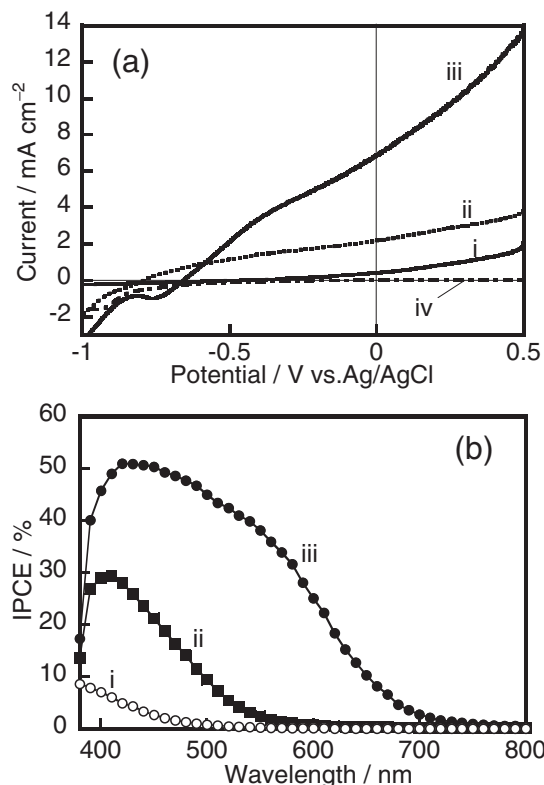 14
(a)
12
iii
10
8
6
4
ii
2
i
0
iv
-2
-1
-0.5
0
0.5
Current / mA cm⁻²
Potential / V vs.Ag/AgCl
60
(b)
50
40
iii
30
20
ii
10
i
0
400
500
600
700
800
IPCE / %
Wavelength / nm